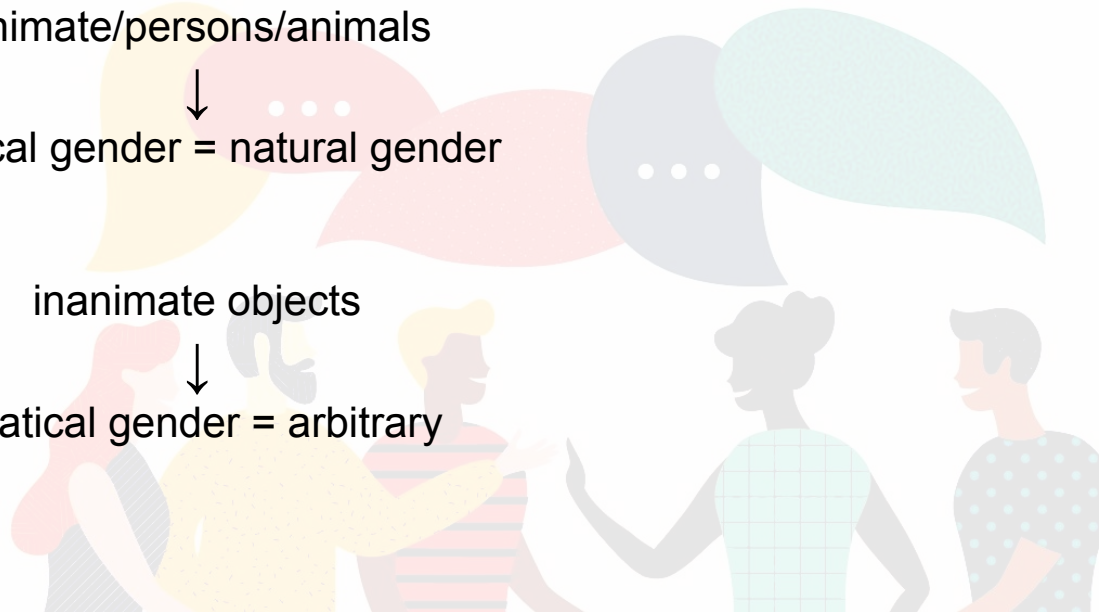 nimate/persons/animals
↓
cal gender = natural gender
inanimate objects
↓
atical gender = arbitrary